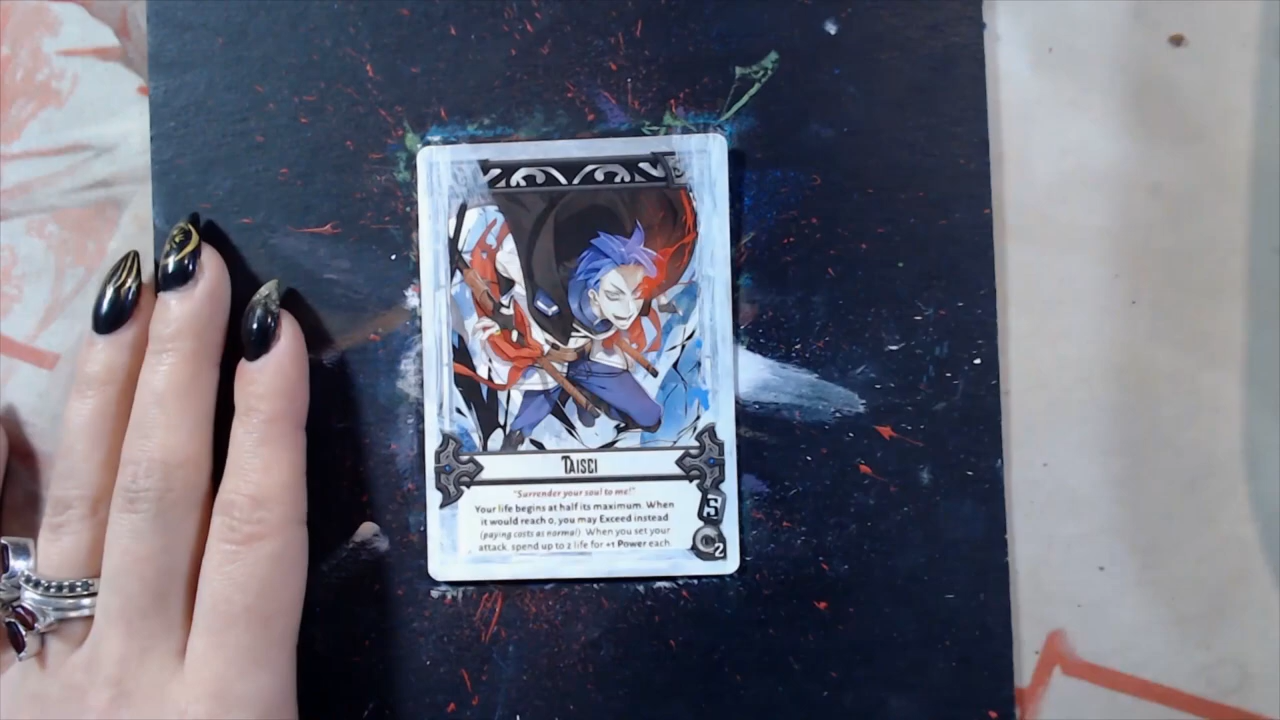 TAISEI
"Surrender your soul to me!"
Your life begins at half its maximum. When
it would reach 0, you may Exceed instead
(paying costs as normal). When you set your
attack, spend up to 2 life for +1 Power each
S
2